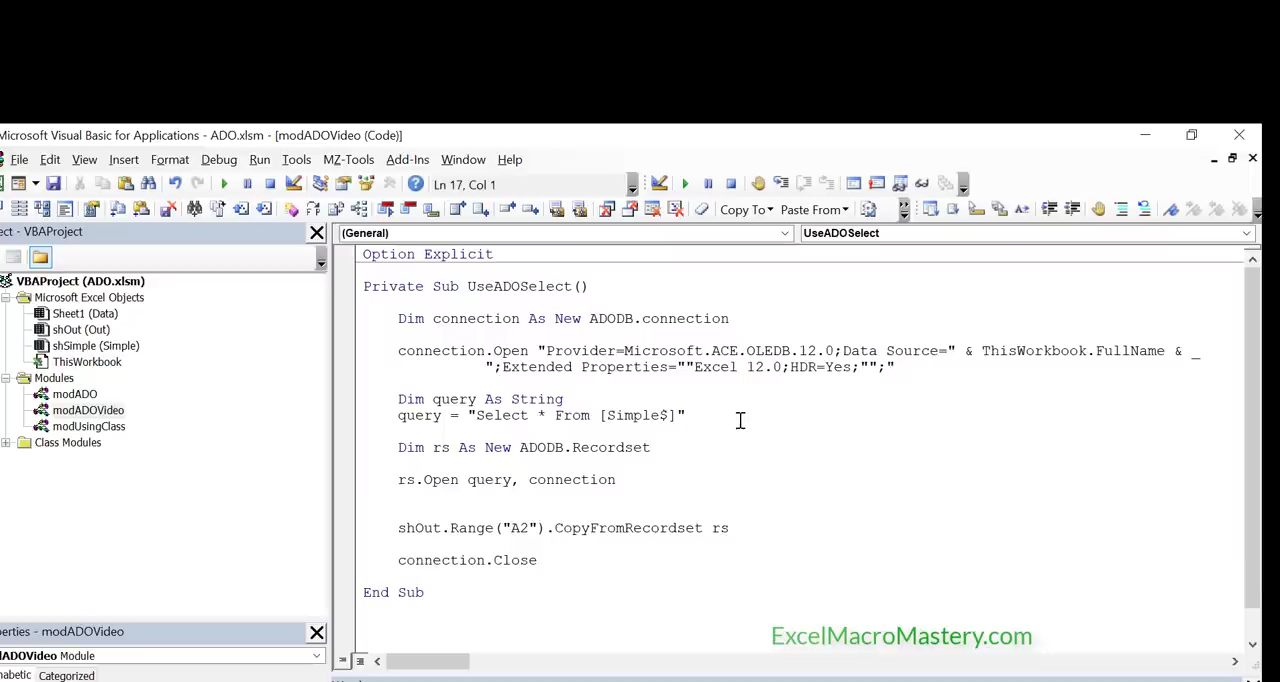 Microsoft Visual Basic for Applications - ADO.xlsm - [modADOVideo (Code)]
File Edit View Insert Format Debug Run Tools MZ-Tools Add-Ins Window Help
Ln 17, Col 1
Copy To Paste From
ect - VBAProject
(General) UseADOSelect
VBAProject (ADO.xlsm)
Microsoft Excel Objects
Sheet1 (Data)
shOut (Out)
shSimple (Simple)
ThisWorkbook
Modules
modADO
modADOVideo
modUsingClass
Class Modules
Option Explicit
Private Sub UseADOSelect()
Dim connection As New ADODB.connection
connection.Open "Provider=Microsoft.ACE.OLEDB.12.0;Data Source=" & ThisWorkbook.FullName & _
";Extended Properties=""Excel 12.0;HDR=Yes;"";"
Dim query As String
query = "Select * From [Simple$]"
Dim rs As New ADODB.Recordset
rs.Open query, connection
shOut.Range("A2").CopyFromRecordset rs
connection.Close
End Sub
ExcelMacroMastery.com
erties - modADOVideo
ADOVideo Module
abetic Categorized